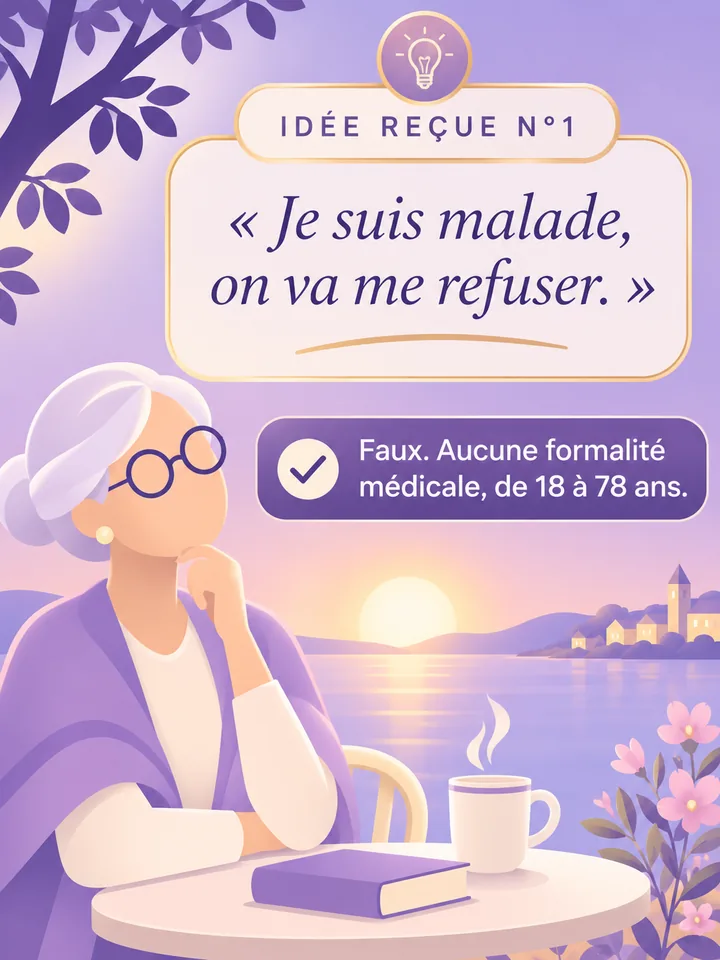 IDÉE REÇUE N°1
« Je suis malade,
on va me refuser. »
Faux. Aucune formalité
médicale, de 18 à 78 ans.